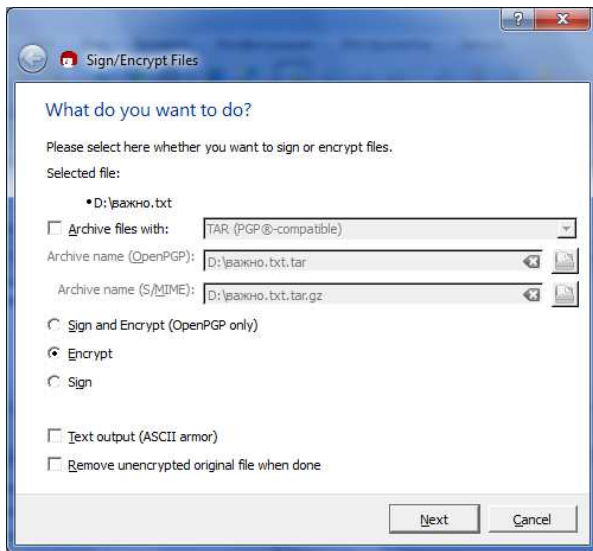 Sign/Encrypt Files
What do you want to do?
Please select here whether you want to sign or encrypt files.
Selected file:
•D:\важно.txt
Archive files with: TAR (PGP®-compatible)
Archive name (OpenPGP): D:\важно.txt.tar
Archive name (S/MIME): D:\важно.txt.tar.gz
Sign and Encrypt (OpenPGP only)
Encrypt
Sign
Text output (ASCII armor)
Remove unencrypted original file when done
Next Cancel